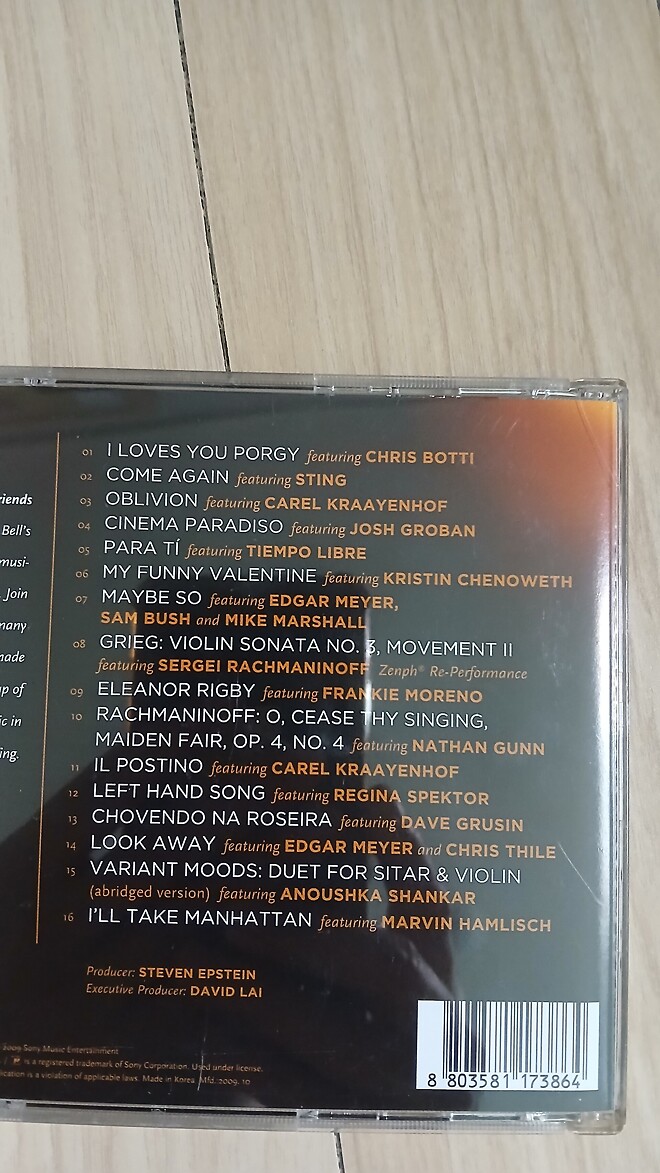 riends
Bell's
musi-
Join
many
made
up of
ic in
ing.
01 I LOVES YOU PORGY featuring CHRIS BOTTI
02 COME AGAIN featuring STING
03 OBLIVION featuring CAREL KRAAYENHOF
04 CINEMA PARADISO featuring JOSH GROBAN
05 PARA TÍ featuring TIEMPO LIBRE
06 MY FUNNY VALENTINE featuring KRISTIN CHENOWETH
07 MAYBE SO featuring EDGAR MEYER,
SAM BUSH and MIKE MARSHALL
08 GRIEG: VIOLIN SONATA NO. 3, MOVEMENT II
featuring SERGEI RACHMANINOFF Zenph® Re-Performance
09 ELEANOR RIGBY featuring FRANKIE MORENO
10 RACHMANINOFF: O, CEASE THY SINGING,
MAIDEN FAIR, OP. 4, NO. 4 featuring NATHAN GUNN
11 IL POSTINO featuring CAREL KRAAYENHOF
12 LEFT HAND SONG featuring REGINA SPEKTOR
13 CHOVENDO NA ROSEIRA featuring DAVE GRUSIN
14 LOOK AWAY featuring EDGAR MEYER and CHRIS THILE
15 VARIANT MOODS: DUET FOR SITAR & VIOLIN
(abridged version) featuring ANOUSHKA SHANKAR
16 I'LL TAKE MANHATTAN featuring MARVIN HAMLISCH
Producer: STEVEN EPSTEIN
Executive Producer: DAVID LAI
2009 Sony Music Entertainment
is a registered trademark of Sony Corporation. Used under license.
lication is a violation of applicable laws. Made in Korea. Mfd. 2009. 10
8 803581 173864